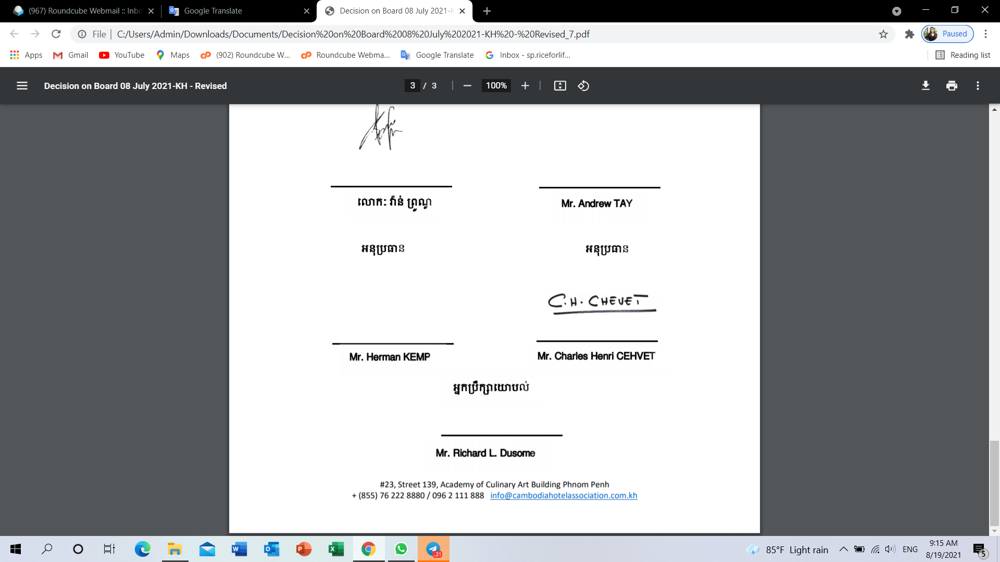 (967) Roundcube Webmail :: Inbo
Google Translate
Decision on Board 08 July 2021-K
File
C:/Users/Admin/Downloads/Documents/Decision%20on%20Board%2008%20July%202021-KH%20-%20Revised_7.pdf
Paused
Apps
Gmail
YouTube
Maps
(902) Roundcube W...
Roundcube Webma...
Google Translate
Inbox - sp.riceforlif...
Reading list
Decision on Board 08 July 2021-KH - Revised
3 / 3
100%
លោក: វ៉ាន់ ព្រូណូ
Mr. Andrew TAY
អនុប្រធាន
អនុប្រធាន
C.H. CHEVET
Mr. Herman KEMP
Mr. Charles Henri CEHVET
អ្នកប្រឹក្សាយោបល់
Mr. Richard L. Dusome
#23, Street 139, Academy of Culinary Art Building Phnom Penh
+ (855) 76 222 8880 / 096 2 111 888 info@cambodiahotelassociation.com.kh
..21
85°F Light rain
ENG
9:15 AM
8/19/2021
5